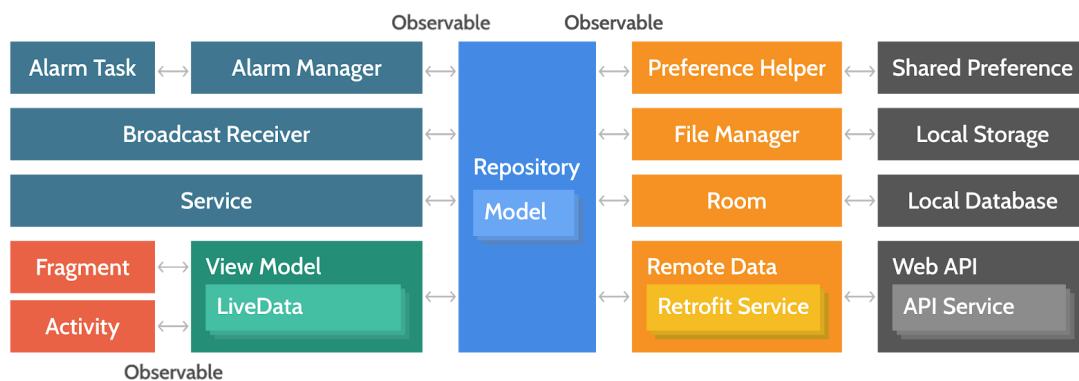 Observable Observable
Alarm Task Alarm Manager Preference Helper Shared Preference
Broadcast Receiver File Manager Local Storage
Repository
Model
Service Room Local Database
Fragment View Model Remote Data Web API
LiveData Retrofit Service API Service
Activity
Observable